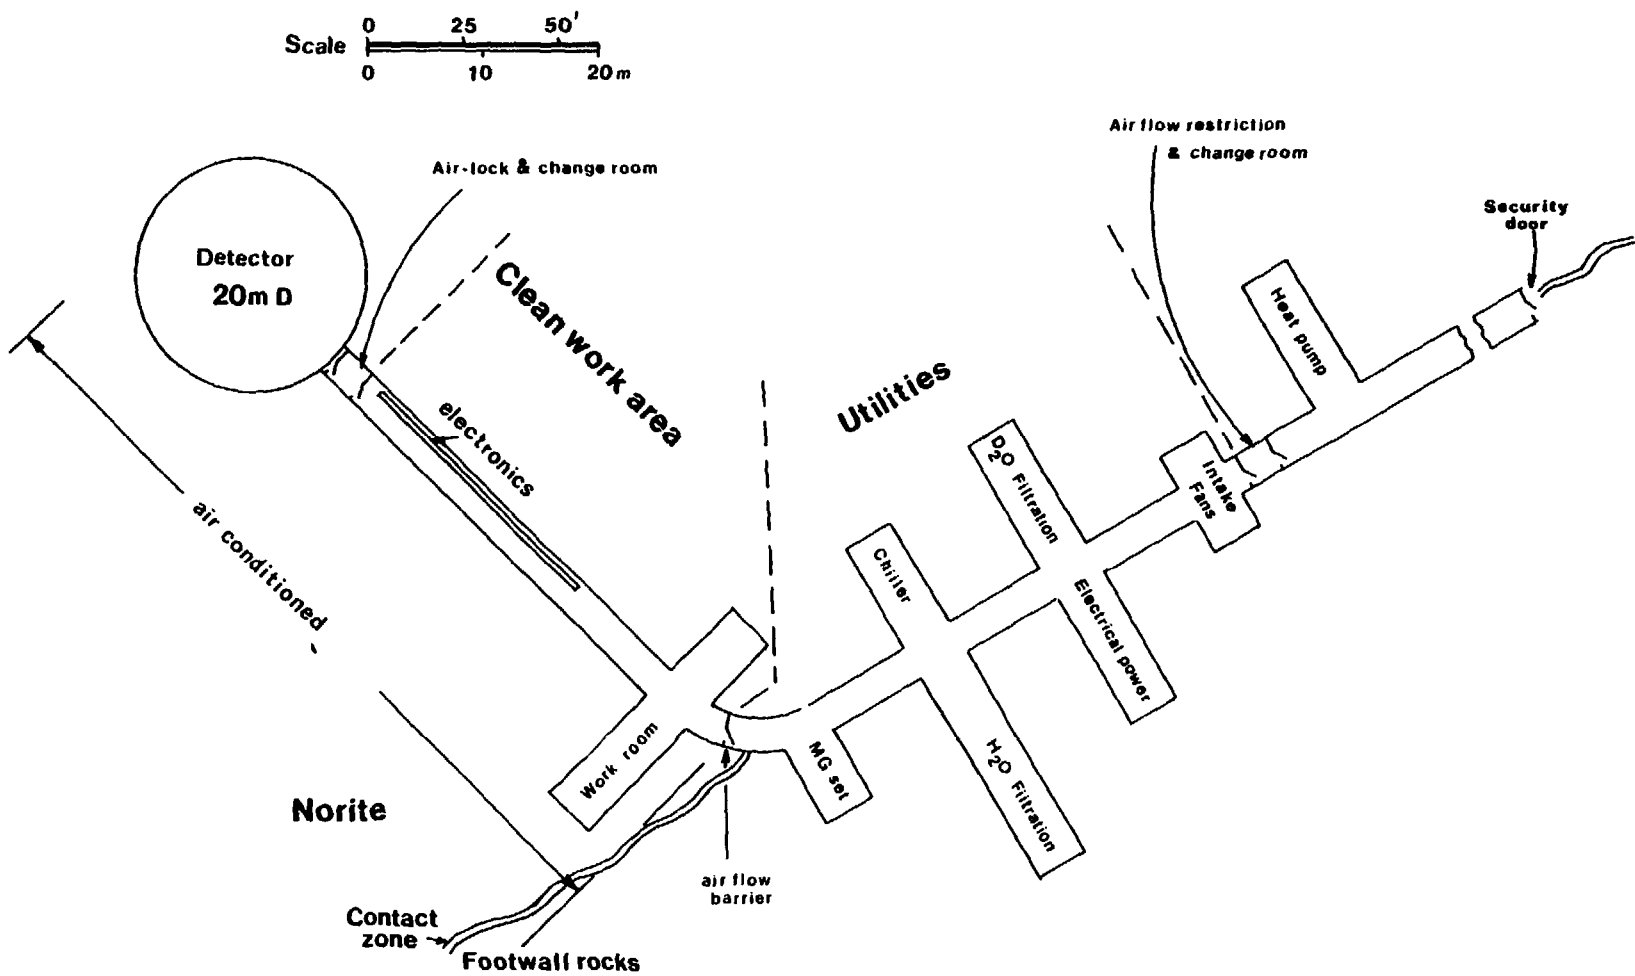 0 25 50'
Scale
0 10 20 m
Air flow restriction
& change room
Air-lock & change room
Security
door
Detector
20m D
Clean work area
Heat pump
Utilities
electronics
D2O Filtration
Intake
Fans
air conditioned
Chiller
Electrical power
Work room
MG set
H2O Filtration
Norite
air flow
barrier
Contact
zone
Footwall rocks